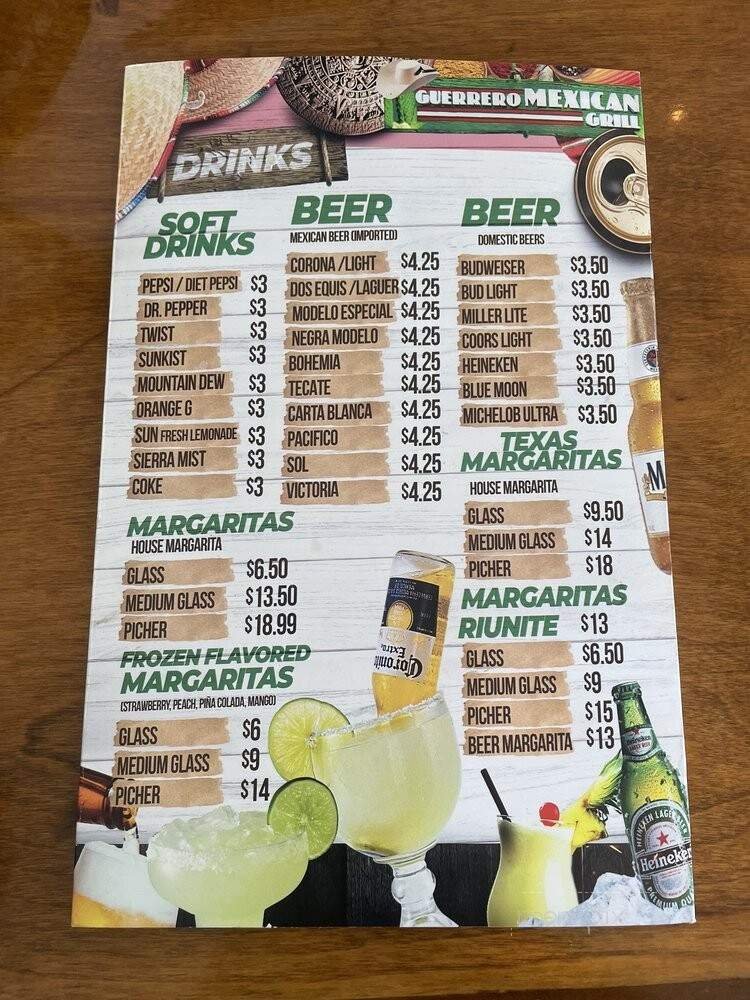 GUERRERO MEXICAN
GRILL
DRINKS
SOFT
DRINKS
PEPSI / DIET PEPSI $3
DR. PEPPER $3
TWIST $3
SUNKIST $3
MOUNTAIN DEW $3
ORANGE G $3
SUN FRESH LEMONADE $3
SIERRA MIST $3
COKE $3
BEER
MEXICAN BEER (IMPORTED)
CORONA /LIGHT $4.25
DOS EQUIS /LAGUER $4.25
MODELO ESPECIAL $4.25
NEGRA MODELO $4.25
BOHEMIA $4.25
TECATE $4.25
CARTA BLANCA $4.25
PACIFICO $4.25
SOL $4.25
VICTORIA $4.25
BEER
DOMESTIC BEERS
BUDWEISER $3.50
BUD LIGHT $3.50
MILLER LITE $3.50
COORS LIGHT $3.50
HEINEKEN $3.50
BLUE MOON $3.50
MICHELOB ULTRA $3.50
MARGARITAS
HOUSE MARGARITA
GLASS $6.50
MEDIUM GLASS $13.50
PICHER $18.99
FROZEN FLAVORED
MARGARITAS
(STRAWBERRY, PEACH, PIÑA COLADA, MANGO)
GLASS $6
MEDIUM GLASS $9
PICHER $14
TEXAS
MARGARITAS
HOUSE MARGARITA
GLASS $9.50
MEDIUM GLASS $14
PICHER $18
MARGARITAS
RIUNITE $13
GLASS $6.50
MEDIUM GLASS $9
PICHER $15
BEER MARGARITA $13
Coronita
Extra
M
Heineken
HEINEKEN LAGER BEER
Heineke
PREMIUM QU